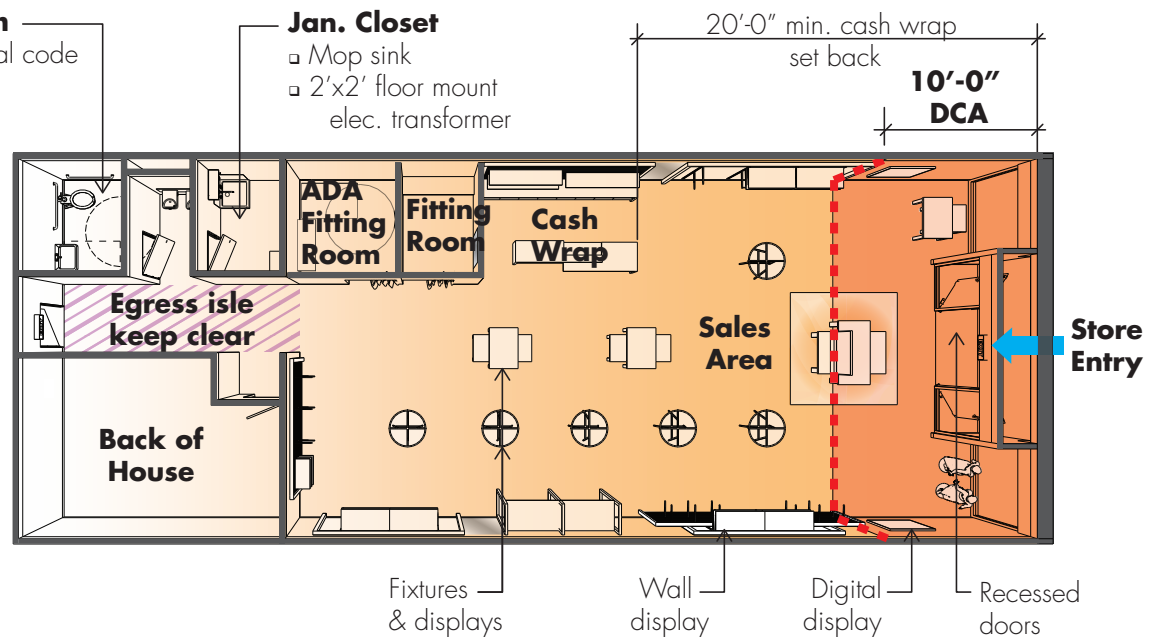 al code
Jan. Closet
▫ Mop sink
▫ 2’x2’ floor mount
elec. transformer
20’-0” min. cash wrap
set back
10’-0”
DCA
ADA
Fitting
Room
Fitting
Room
Cash
Wrap
Egress isle
keep clear
Sales
Area
Store
Entry
Back of
House
Fixtures
& displays
Wall
display
Digital
display
Recessed
doors